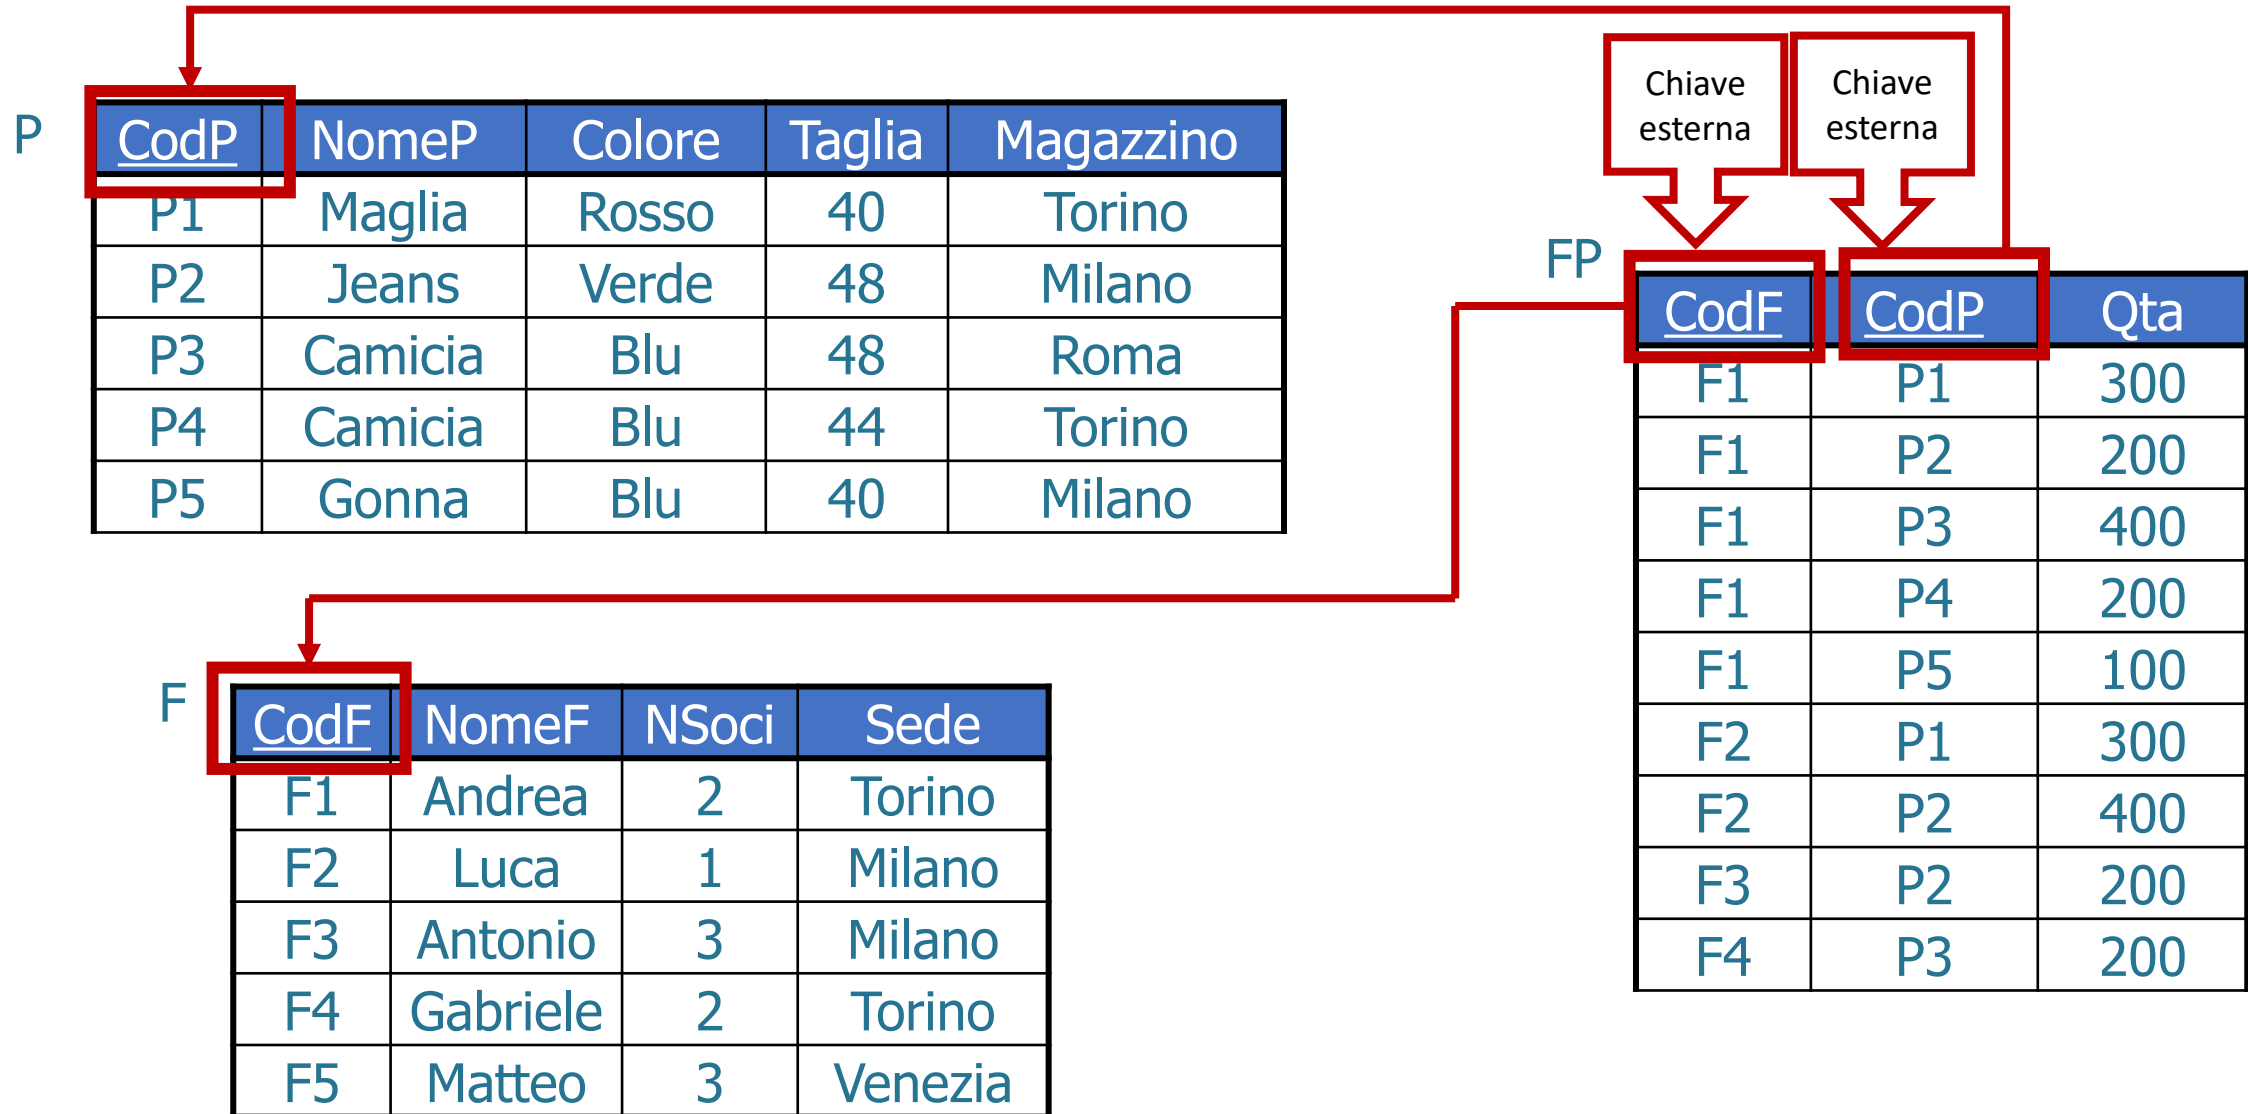 P
CodP NomeP Colore Taglia Magazzino
P1 Maglia Rosso 40 Torino
P2 Jeans Verde 48 Milano
P3 Camicia Blu 48 Roma
P4 Camicia Blu 44 Torino
P5 Gonna Blu 40 Milano
Chiave
esterna
Chiave
esterna
FP
CodF CodP Qta
F1 P1 300
F1 P2 200
F1 P3 400
F1 P4 200
F1 P5 100
F2 P1 300
F2 P2 400
F3 P2 200
F4 P3 200
F
CodF NomeF NSoci Sede
F1 Andrea 2 Torino
F2 Luca 1 Milano
F3 Antonio 3 Milano
F4 Gabriele 2 Torino
F5 Matteo 3 Venezia